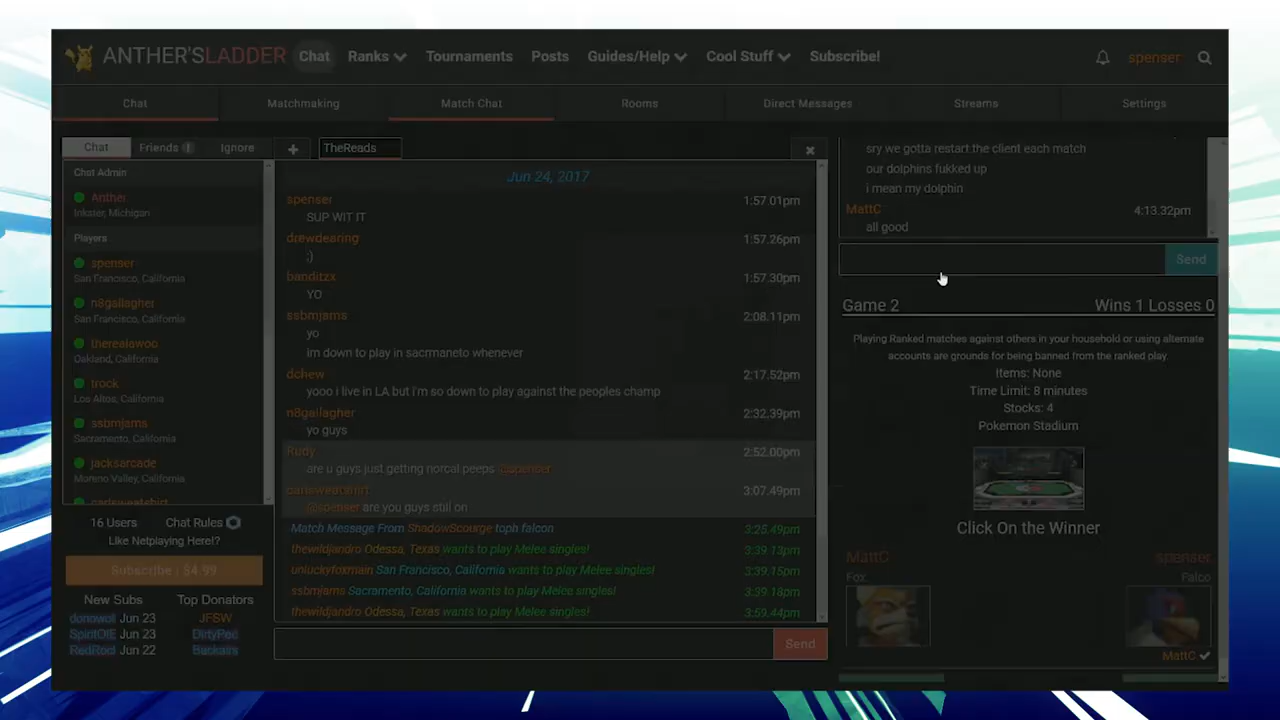 ANTHER'SLADDER Chat Ranks Tournaments Posts Guides/Help Cool Stuff Subscribe! spenser
Chat Matchmaking Match Chat Rooms Direct Messages Streams Settings
Chat Friends ! Ignore
Chat Admin
Anther
Inkster, Michigan
Players
spenser
San Francisco, California
n8gallagher
San Francisco, California
therealawoo
Oakland, California
trock
Los Altos, California
ssbmjams
Sacramento, California
jacksarcade
Moreno Valley, California
16 Users Chat Rules
Like Netplaying Here!?
Subscribe : $4.99
New Subs Top Donators
donowoll Jun 23 JFSW
SpiritDIE Jun 23 DirtyPec
RedRiot Jun 22 Backairs
+ TheReads x
Jun 24, 2017
spenser 1:57.01pm
SUP WIT IT
drewdearing 1:57.26pm
;)
banditzx 1:57.30pm
YO
ssbmjams 2:08.11pm
yo
im down to play in sacrmaneto whenever
dchew 2:17.52pm
yooo i live in LA but i'm so down to play against the peoples champ
n8gallagher 2:32.39pm
yo guys
Rudy 2:52.00pm
are u guys just getting norcal peeps @spenser
carlsweatshirt 3:07.49pm
@spenser are you guys still on
Match Message From ShadowScourge toph falcon 3:25.49pm
thewildjandro Odessa, Texas wants to play Melee singles! 3:39.13pm
unluckyfoxmain San Francisco, California wants to play Melee singles! 3:39.15pm
ssbmjams Sacramento, California wants to play Melee singles! 3:39.18pm
thewildjandro Odessa, Texas wants to play Melee singles! 3:59.44pm
Send
sry we gotta restart the client each match
our dolphins fukked up
i mean my dolphin
MattC 4:13.32pm
all good
Send
Game 2 Wins 1 Losses 0
Playing Ranked matches against others in your household or using alternate
accounts are grounds for being banned from the ranked play.
Items: None
Time Limit: 8 minutes
Stocks: 4
Pokemon Stadium
Click On the Winner
MattC spenser
Fox Falco
MattC